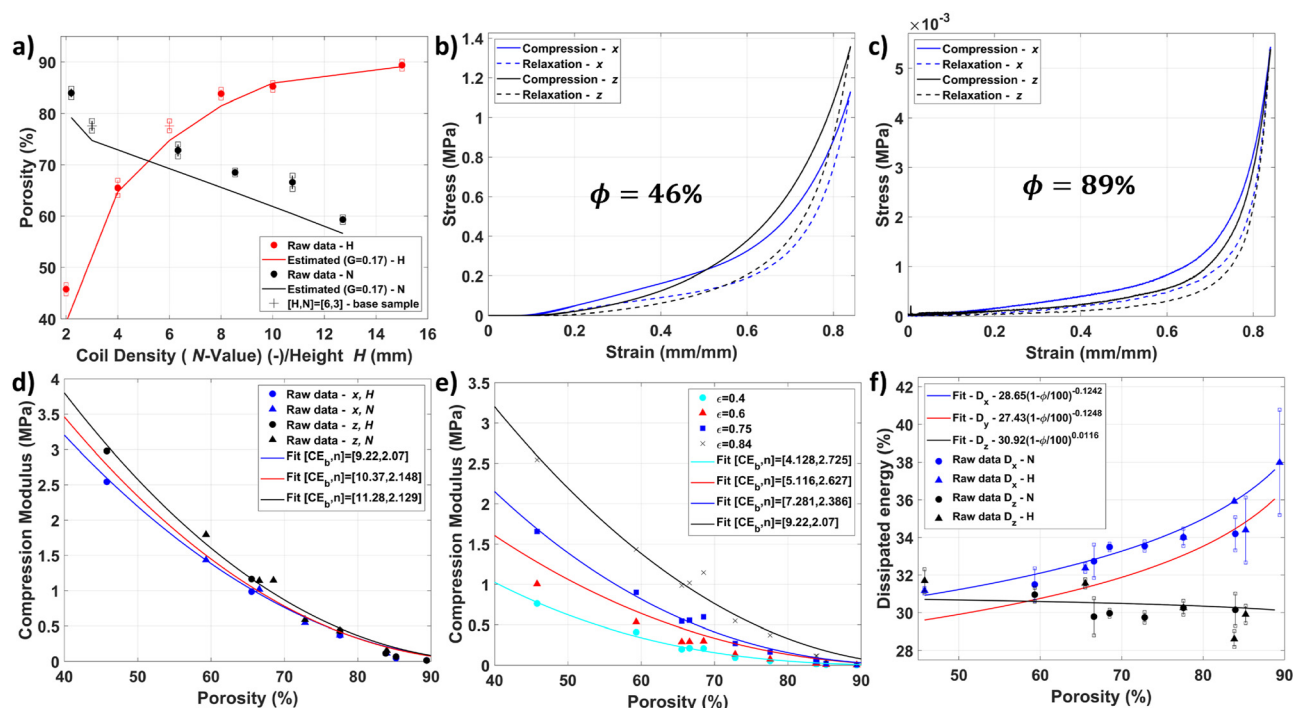 a)
90
80
70
60
50
40
2
4
6
8
10
12
14
16
Porosity (%)
Coil Density ( N-Value) (-)/Height H (mm)
Raw data - H
Estimated (G=0.17) - H
Raw data - N
Estimated (G=0.17) - N
[H,N]=[6,3] - base sample
b)
Compression - x
Relaxation - x
Compression - z
Relaxation - z
1.4
1.2
1
0.8
0.6
0.4
0.2
0
0
0.2
0.4
0.6
0.8
Stress (MPa)
Strain (mm/mm)
ϕ = 46%
c)
×10-3
Compression - x
Relaxation - x
Compression - z
Relaxation - z
5
4
3
2
1
0
0
0.2
0.4
0.6
0.8
Stress (MPa)
Strain (mm/mm)
ϕ = 89%
d)
4
3.5
3
2.5
2
1.5
1
0.5
0
40
50
60
70
80
90
Compression Modulus (MPa)
Porosity (%)
Raw data - x, H
Raw data - x, N
Raw data - z, H
Raw data - z, N
Fit [CEb,n]=[9.22,2.07]
Fit [CEb,n]=[10.37,2.148]
Fit [CEb,n]=[11.28,2.129]
e)
3.5
3
2.5
2
1.5
1
0.5
0
40
50
60
70
80
90
Compression Modulus (MPa)
Porosity (%)
ϵ=0.4
ϵ=0.6
ϵ=0.75
ϵ=0.84
Fit [CEb,n]=[4.128,2.725]
Fit [CEb,n]=[5.116,2.627]
Fit [CEb,n]=[7.281,2.386]
Fit [CEb,n]=[9.22,2.07]
f)
42
40
38
36
34
32
30
28
50
60
70
80
90
Dissipated energy (%)
Porosity (%)
Fit - Dx - 28.65(1-ϕ/100)-0.1242
Fit - Dy - 27.43(1-ϕ/100)-0.1248
Fit - Dz - 30.92(1-ϕ/100)0.0116
Raw data Dx - N
Raw data Dx - H
Raw data Dz - N
Raw data Dz - H